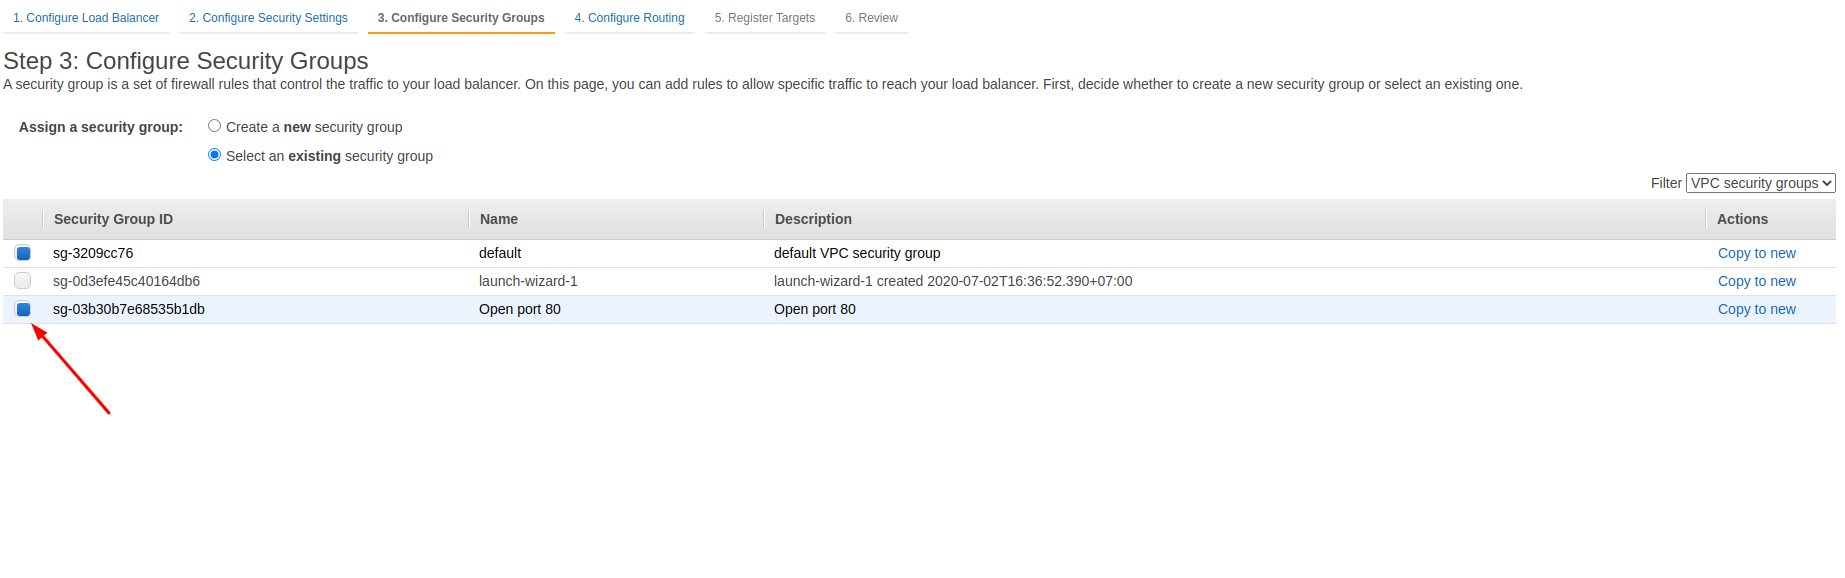 1. Configure Load Balancer 2. Configure Security Settings 3. Configure Security Groups 4. Configure Routing 5. Register Targets 6. Review
Step 3: Configure Security Groups
A security group is a set of firewall rules that control the traffic to your load balancer. On this page, you can add rules to allow specific traffic to reach your load balancer. First, decide whether to create a new security group or select an existing one.
Assign a security group: Create a new security group
Select an existing security group
Filter VPC security groups
Security Group ID Name Description Actions
sg-3209cc76 default default VPC security group Copy to new
sg-0d3efe45c40164db6 launch-wizard-1 launch-wizard-1 created 2020-07-02T16:36:52.390+07:00 Copy to new
sg-03b30b7e68535b1db Open port 80 Open port 80 Copy to new